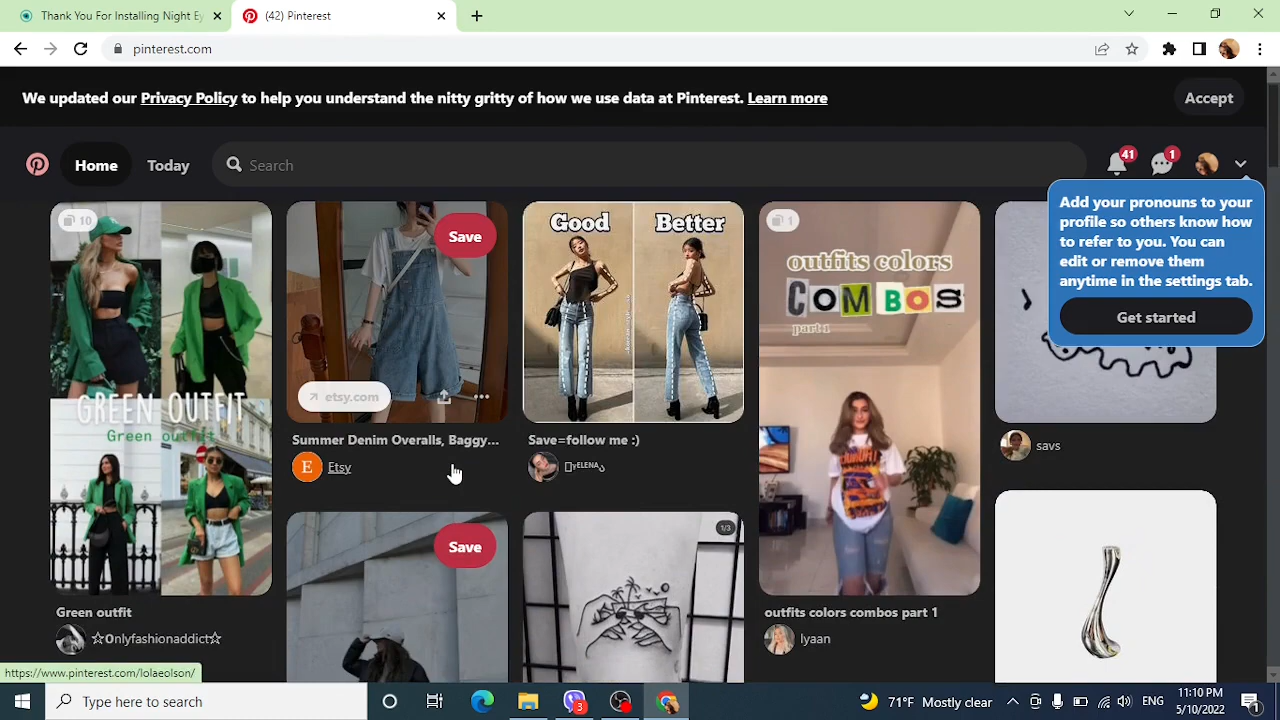 Thank You For Installing Night Ey
(42) Pinterest
pinterest.com
We updated our Privacy Policy to help you understand the nitty gritty of how we use data at Pinterest. Learn more
Accept
Home
Today
Search
41
1
Add your pronouns to your
profile so others know how
to refer to you. You can
edit or remove them
anytime in the settings tab.
Get started
10
GREEN OUTFIT
Green outfit
Green outfit
☆0nlyfashionaddict☆
Save
etsy.com
Summer Denim Overalls, Baggy...
E
Etsy
Save
Good
Better
Save=follow me :)
1/3
1
outfits colors
COMBOS
part 1
outfits colors combos part 1
lyaan
savs
https://www.pinterest.com/lolaeolson/
Type here to search
3
71°F Mostly clear
ENG
11:10 PM
5/10/2022
1